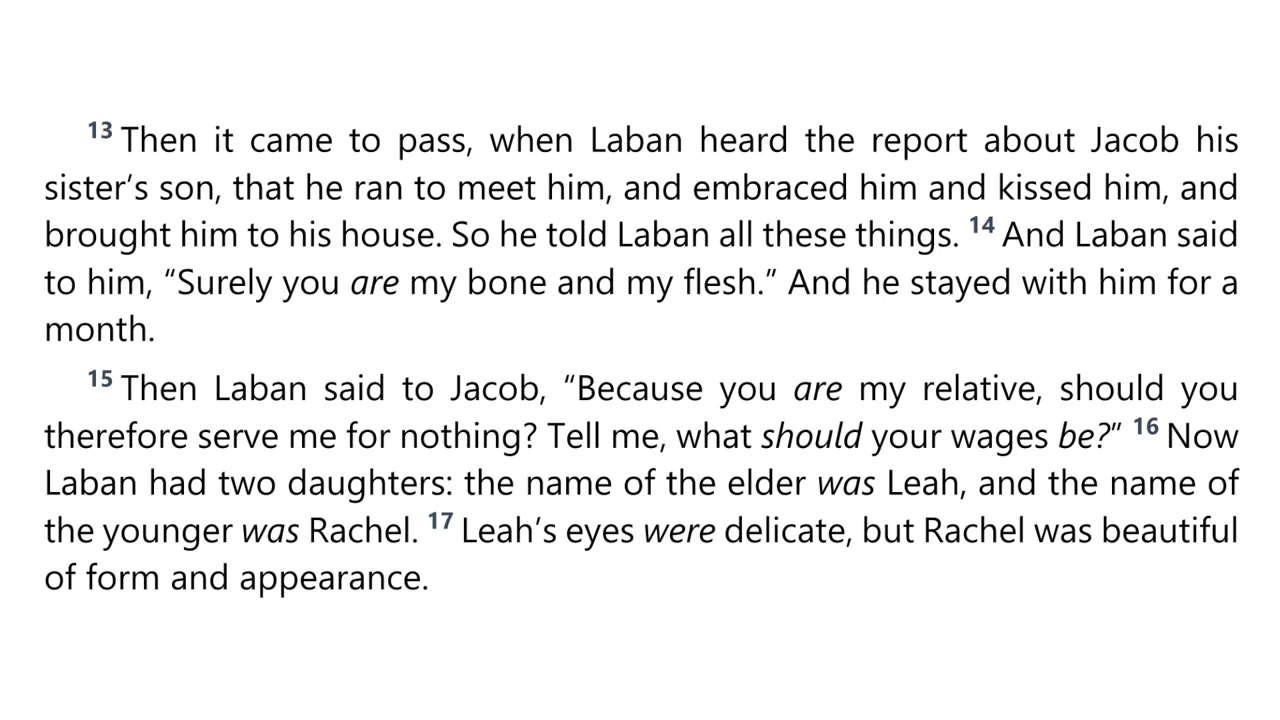 13 Then it came to pass, when Laban heard the report about Jacob his
sister’s son, that he ran to meet him, and embraced him and kissed him, and
brought him to his house. So he told Laban all these things. 14 And Laban said
to him, “Surely you are my bone and my flesh.” And he stayed with him for a
month.
15 Then Laban said to Jacob, “Because you are my relative, should you
therefore serve me for nothing? Tell me, what should your wages be?” 16 Now
Laban had two daughters: the name of the elder was Leah, and the name of
the younger was Rachel. 17 Leah’s eyes were delicate, but Rachel was beautiful
of form and appearance.